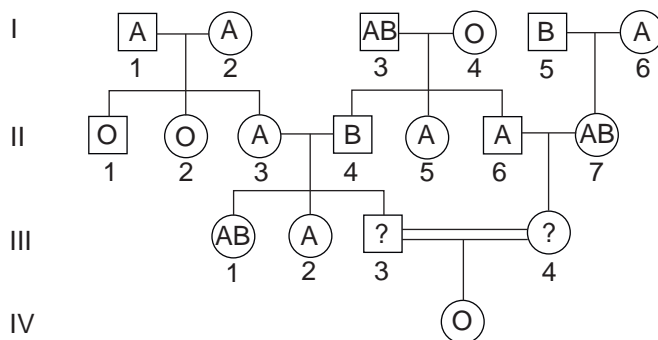 I A A AB O B A
1 2 3 4 5 6
II O O A B A A AB
1 2 3 4 5 6 7
III AB A ? ?
1 2 3 4
IV O